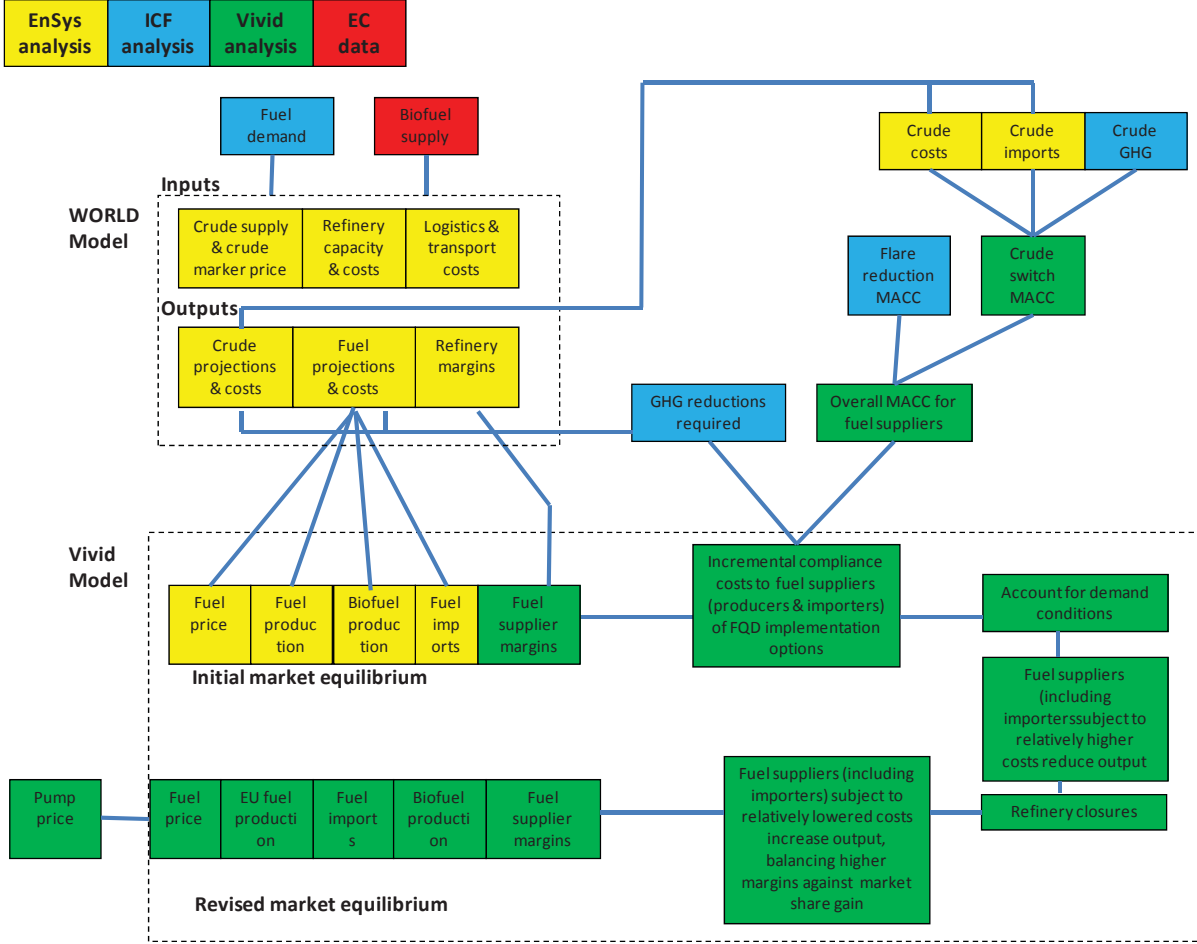 EnSys
analysis
ICF
analysis
Vivid
analysis
EC
data
Fuel
demand
Biofuel
supply
Crude
costs
Crude
imports
Crude
GHG
Inputs
WORLD
Model
Crude supply
& crude
marker price
Refinery
capacity
& costs
Logistics &
transport
costs
Flare
reduction
MACC
Crude
switch
MACC
Outputs
Crude
projections
& costs
Fuel
projections
& costs
Refinery
margins
GHG reductions
required
Overall MACC for
fuel suppliers
Vivid
Model
Incremental compliance
costs to fuel suppliers
(producers & importers)
of FQD implementation
options
Account for demand
conditions
Fuel
price
Fuel
produc
tion
Biofuel
produc
tion
Fuel
imp
orts
Fuel
supplier
margins
Initial market equilibrium
Fuel suppliers
(including
importerssubject to
relatively higher
costs reduce output
Pump
price
Fuel
price
EU fuel
producti
on
Fuel
import
s
Biofuel
producti
on
Fuel
supplier
margins
Fuel suppliers (including
importers) subject to
relatively lowered costs
increase output,
balancing higher
margins against market
share gain
Refinery closures
Revised market equilibrium